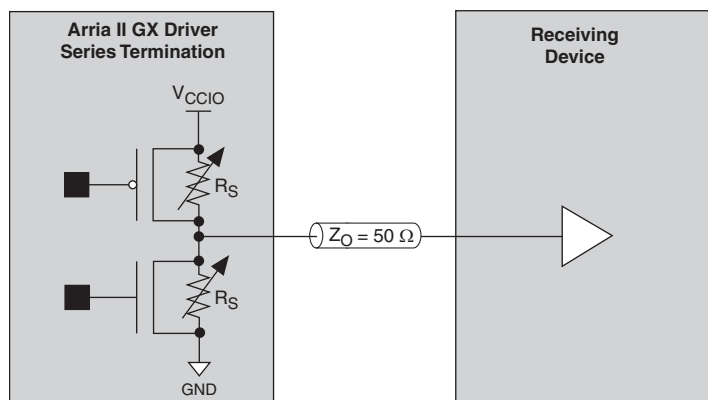 Arria II GX Driver
Series Termination
Receiving
Device
VCCIO
RS
ZO = 50 Ω
RS
GND